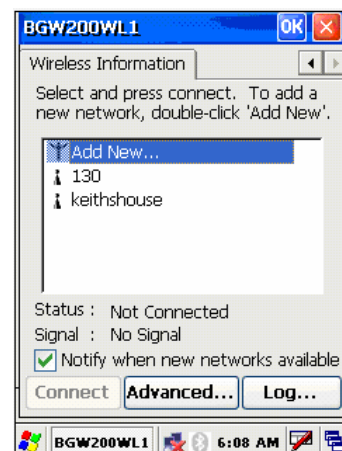 BGW200WL1 OK
Wireless Information
Select and press connect. To add a
new network, double-click 'Add New'.
Add New...
130
keithshouse
Status : Not Connected
Signal : No Signal
Notify when new networks available
Connect Advanced... Log...
BGW200WL1 6:08 AM